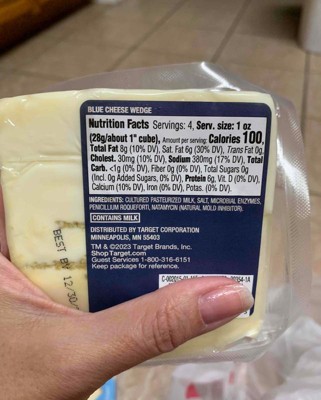 BLUE CHEESE WEDGE
Nutrition Facts Servings: 4, Serv. size: 1 oz
(28g/about 1" cube), Amount per serving: Calories 100,
Total Fat 8g (10% DV), Sat. Fat 6g (30% DV), Trans Fat 0g,
Cholest. 30mg (10% DV), Sodium 380mg (17% DV), Total
Carb. <1g (0% DV), Fiber 0g (0% DV), Total Sugars 0g
(Incl. 0g Added Sugars, 0% DV), Protein 6g, Vit. D (0% DV),
Calcium (10% DV), Iron (0% DV), Potas. (0% DV).
INGREDIENTS: CULTURED PASTEURIZED MILK, SALT, MICROBIAL ENZYMES,
PENICILLIUM ROQUEFORTI, NATAMYCIN (NATURAL MOLD INHIBITOR).
CONTAINS MILK
DISTRIBUTED BY TARGET CORPORATION
MINNEAPOLIS, MN 55403
TM & ©2023 Target Brands, Inc.
ShopTarget.com
Guest Services 1-800-316-6151
Keep package for reference.
BEST BY 12/30